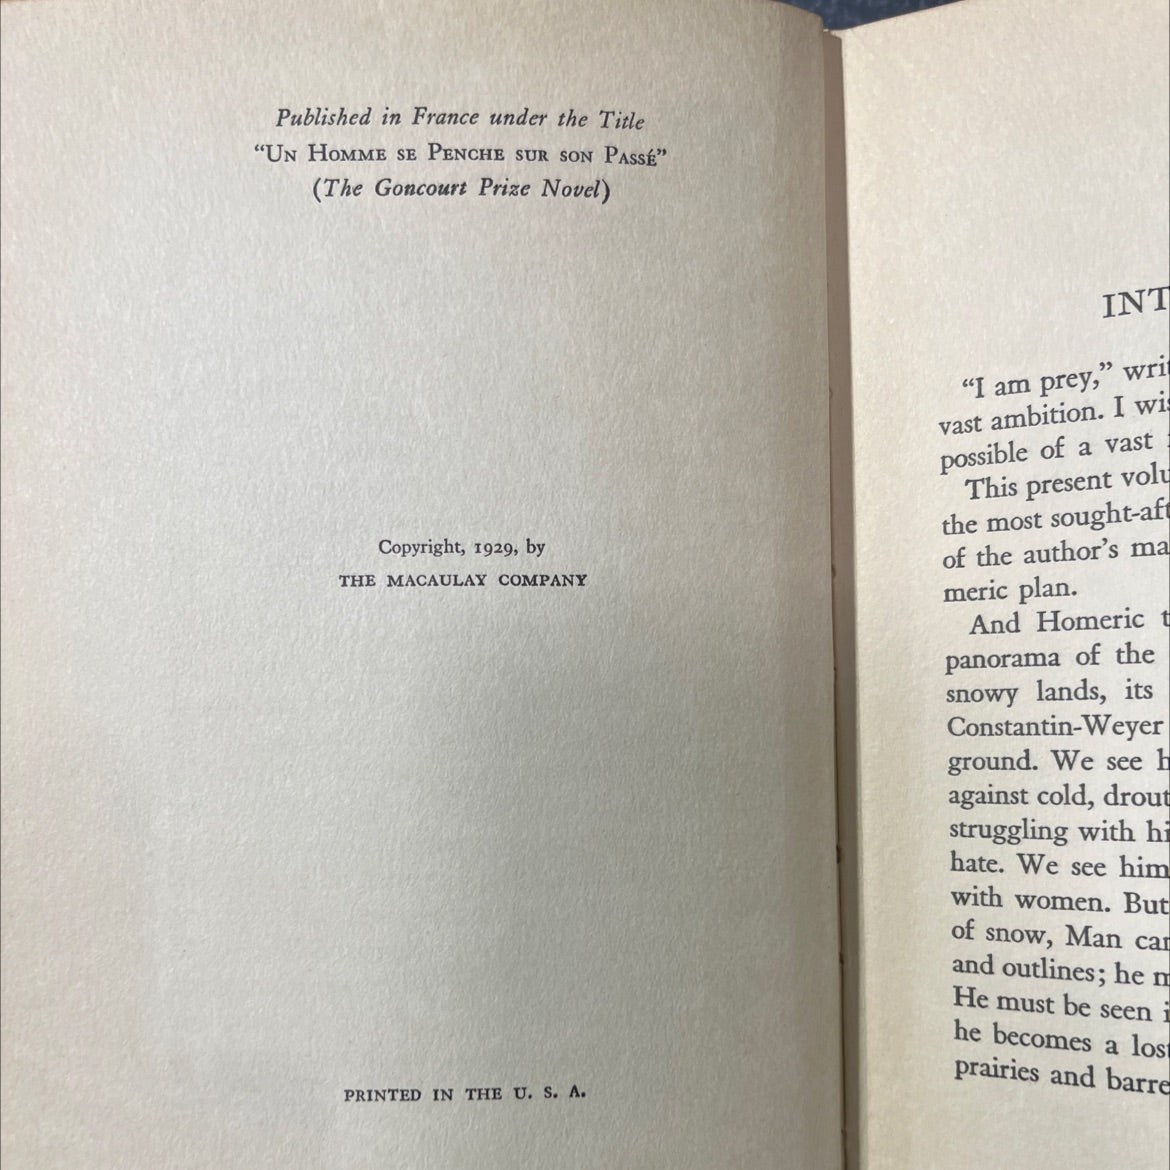 Published in France under the Title
“Un Homme se Penche sur son Passé”
(The Goncourt Prize Novel)
Copyright, 1929, by
THE MACAULAY COMPANY
PRINTED IN THE U. S. A.
INT
“I am prey,” writ
vast ambition. I wis
possible of a vast
This present volu
the most sought-aft
of the author’s ma
meric plan.
And Homeric t
panorama of the
snowy lands, its
Constantin-Weyer
ground. We see h
against cold, drout
struggling with hi
hate. We see him
with women. But
of snow, Man can
and outlines; he m
He must be seen i
he becomes a lost
prairies and barre